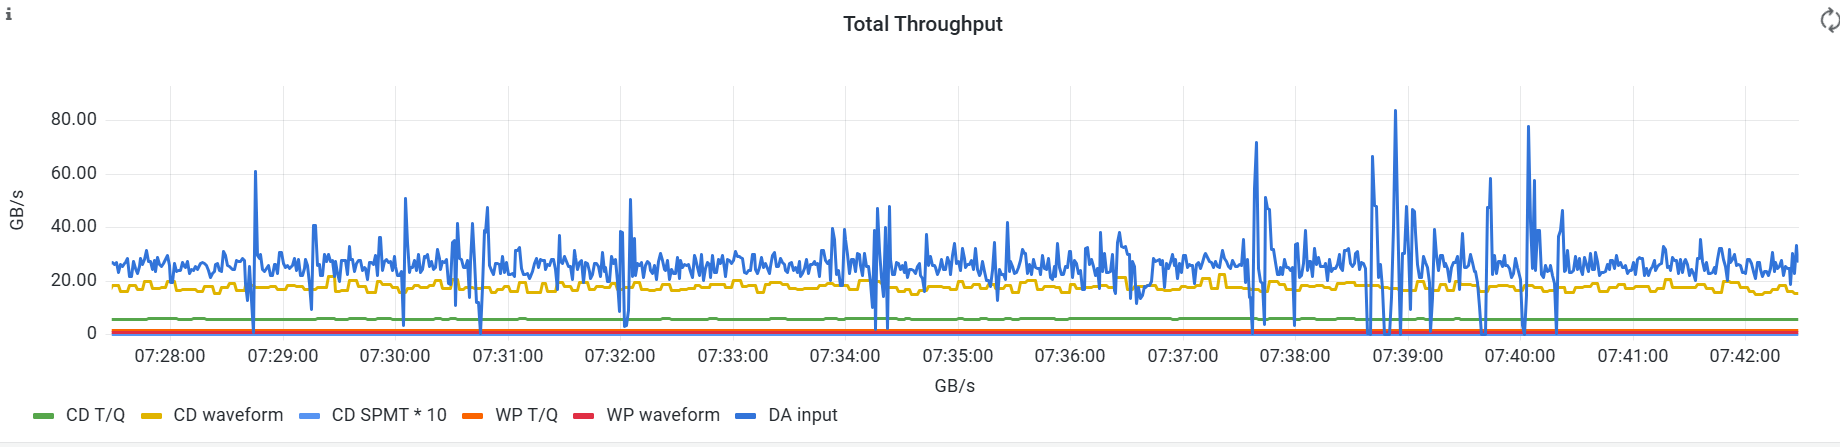 i
Total Throughput
80.00
60.00
40.00
20.00
0
GB/s
07:28:00 07:29:00 07:30:00 07:31:00 07:32:00 07:33:00 07:34:00 07:35:00 07:36:00 07:37:00 07:38:00 07:39:00 07:40:00 07:41:00 07:42:00
GB/s
CD T/Q CD waveform CD SPMT * 10 WP T/Q WP waveform DA input